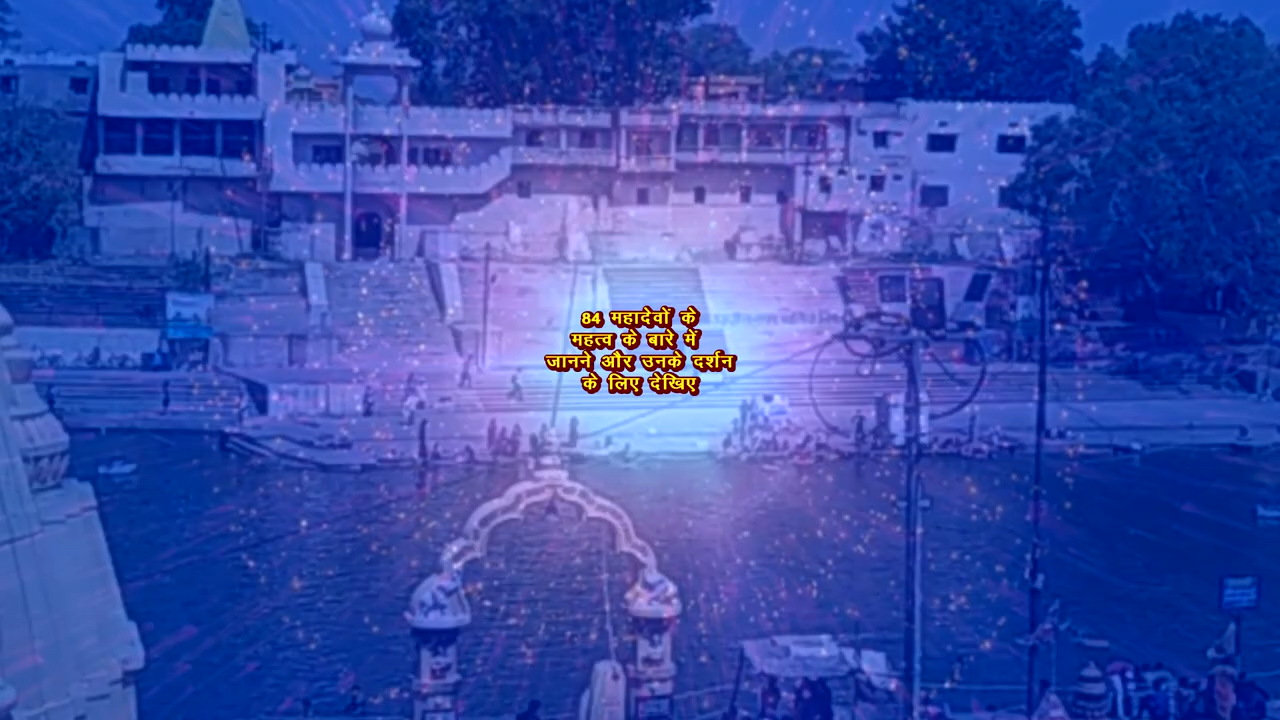 84 महादेवों के
महत्व के बारे में
जानने और उनके दर्शन
के लिए देखिए